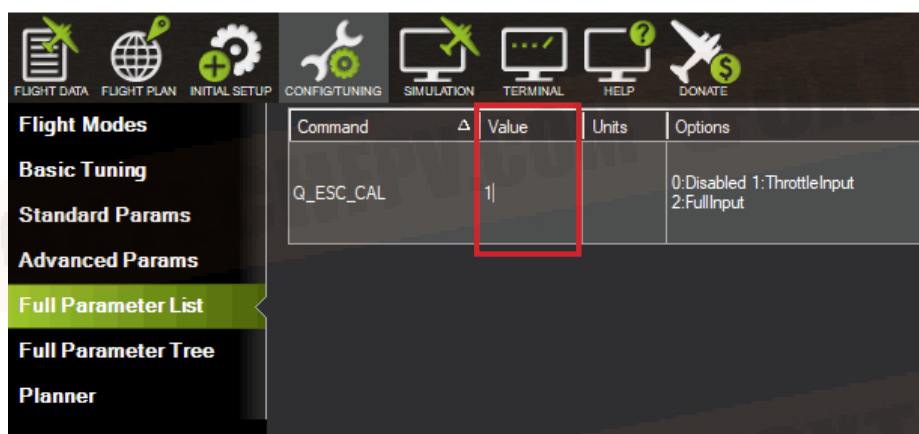 FLIGHT DATA FLIGHT PLAN INITIAL SETUP CONFIG/TUNING SIMULATION TERMINAL HELP DONATE
Flight Modes
Basic Tuning
Standard Params
Advanced Params
Full Parameter List
Full Parameter Tree
Planner
Command Value Units Options
Q_ESC_CAL 1 0:Disabled 1:ThrottleInput
2:FullInput